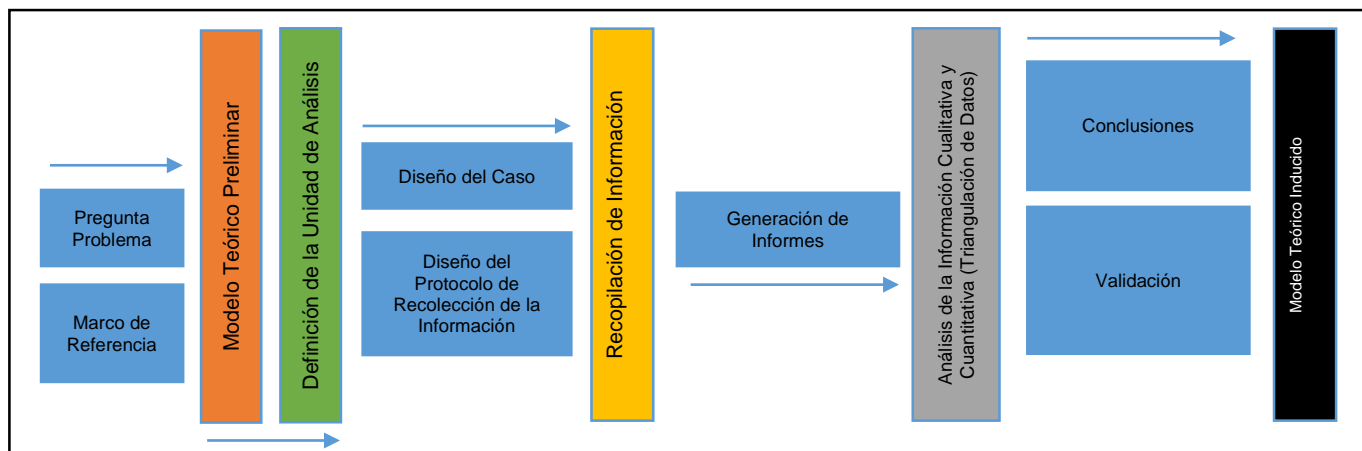 Pregunta
Problema
Marco de
Referencia
Modelo Teórico Preliminar
Definición de la Unidad de Análisis
Diseño del Caso
Diseño del
Protocolo de
Recolección de la
Información
Recopilación de Información
Generación de
Informes
Análisis de la Información Cualitativa y
Cuantitativa (Triangulación de Datos)
Conclusiones
Validación
Modelo Teórico Inducido